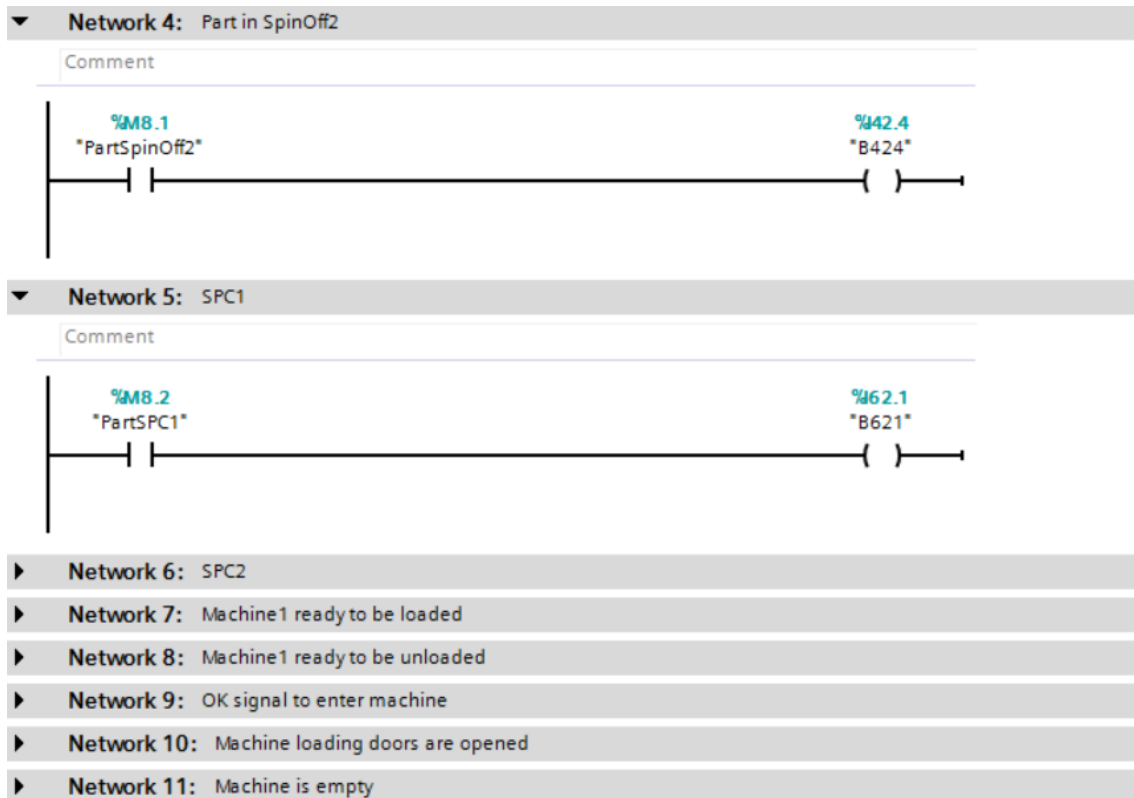 Network 4: Part in SpinOff2
Comment
%M8.1 %I42.4
"PartSpinOff2" "B424"
Network 5: SPC1
Comment
%M8.2 %I62.1
"PartSPC1" "B621"
Network 6: SPC2
Network 7: Machine1 ready to be loaded
Network 8: Machine1 ready to be unloaded
Network 9: OK signal to enter machine
Network 10: Machine loading doors are opened
Network 11: Machine is empty